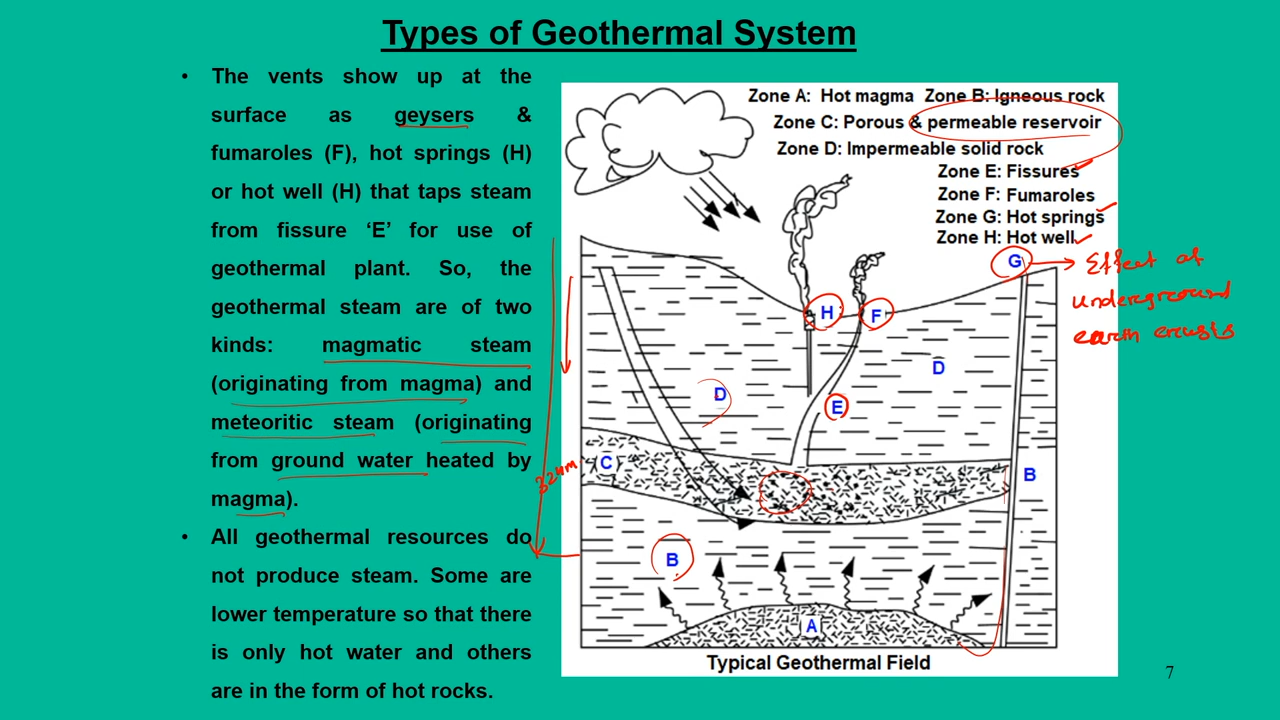 Types of Geothermal System
• The vents show up at the
surface as geysers &
fumaroles (F), hot springs (H)
or hot well (H) that taps steam
from fissure ‘E’ for use of
geothermal plant. So, the
geothermal steam are of two
kinds: magmatic steam
(originating from magma) and
meteoritic steam (originating
from ground water heated by
magma).
• All geothermal resources do
not produce steam. Some are
lower temperature so that there
is only hot water and others
are in the form of hot rocks.
Zone A: Hot magma Zone B: Igneous rock
Zone C: Porous & permeable reservoir
Zone D: Impermeable solid rock
Zone E: Fissures
Zone F: Fumaroles
Zone G: Hot springs
Zone H: Hot well
G
Effect of
underground
earth
H
F
D
D
E
C
B
B
A
Typical Geothermal Field
7